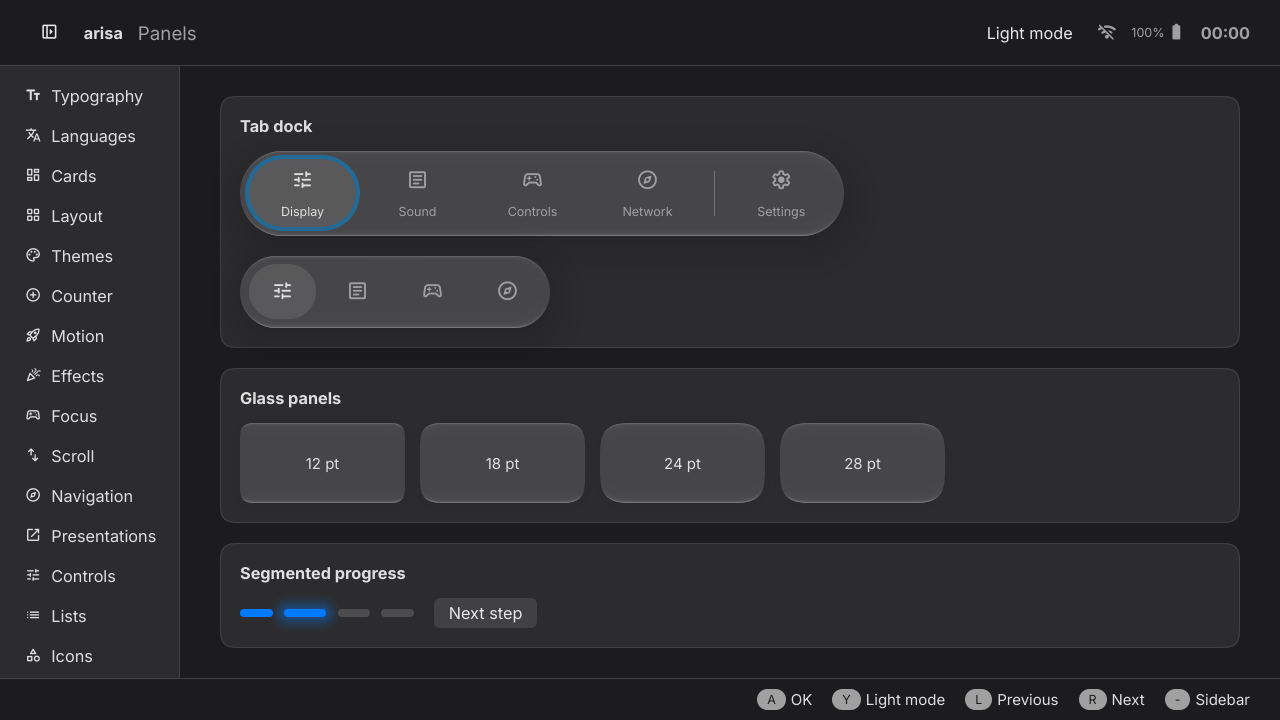 arisa Panels
Light mode 100% 00:00
Typography
Languages
Cards
Layout
Themes
Counter
Motion
Effects
Focus
Scroll
Navigation
Presentations
Controls
Lists
Icons
Tab dock
Display Sound Controls Network Settings
Glass panels
12 pt 18 pt 24 pt 28 pt
Segmented progress
Next step
A OK Y Light mode L Previous R Next - Sidebar